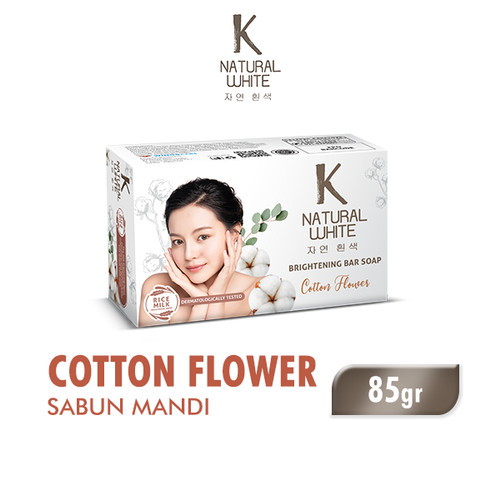 K
NATURAL
WHITE
자연 흰색
K
NATURAL
WHITE
자연 흰색
BRIGHTENING BAR SOAP
Cotton Flower
RICE
MILK
DERMATOLOGICALLY TESTED
COTTON FLOWER
SABUN MANDI
85gr